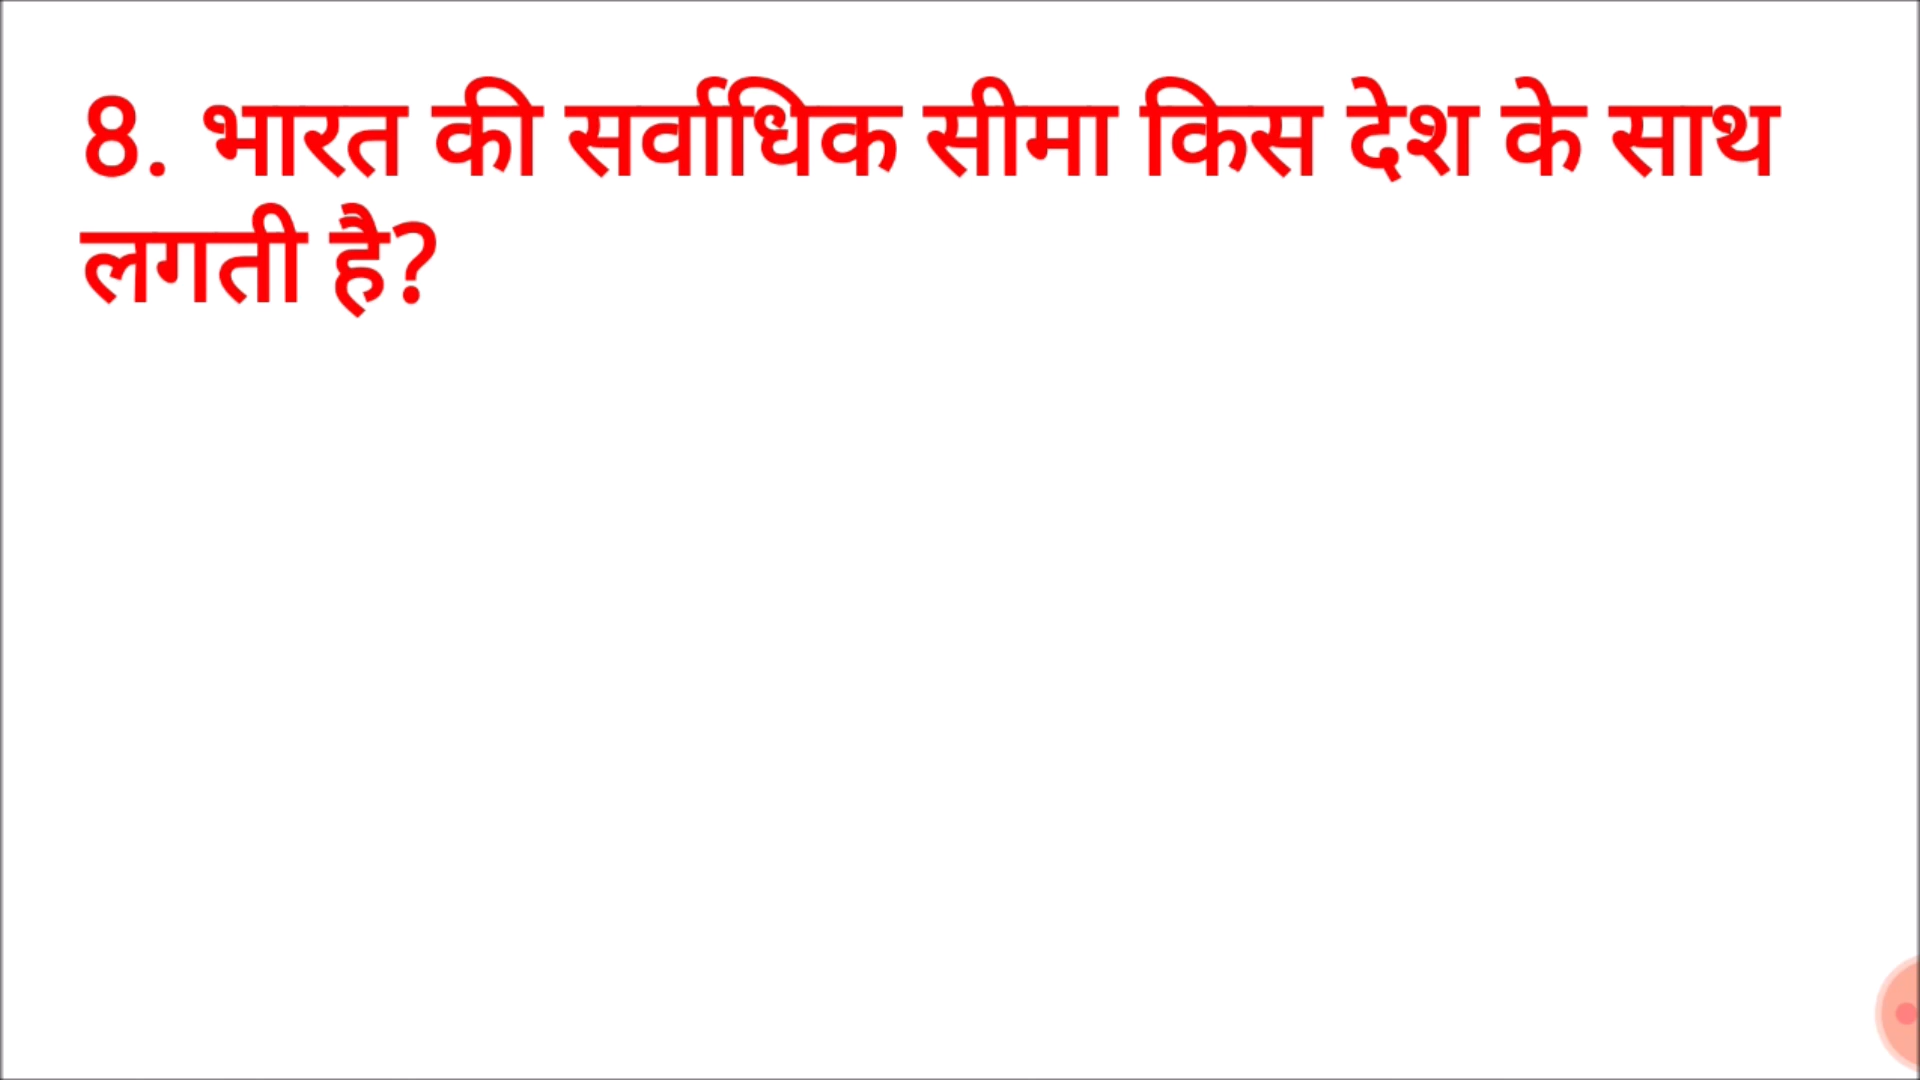 8. भारत की सर्वाधिक सीमा किस देश के साथ
लगती है?